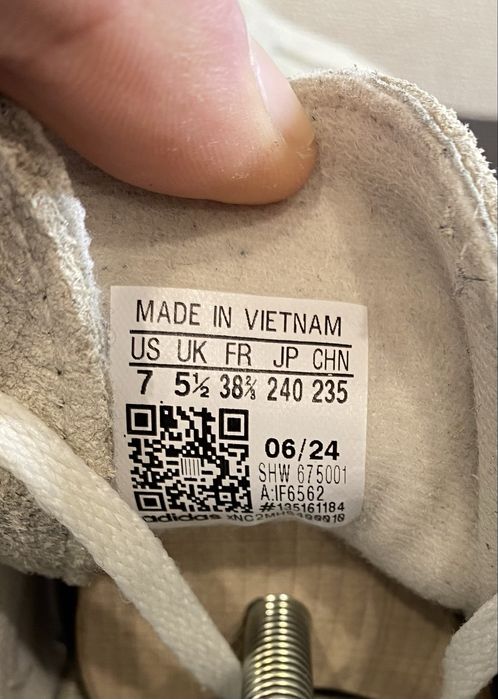 MADE IN VIETNAM
US UK FR JP CHN
7 5½ 38⅔ 240 235
06/24
SHW 675001
A:IF6562
#135161184
adidas